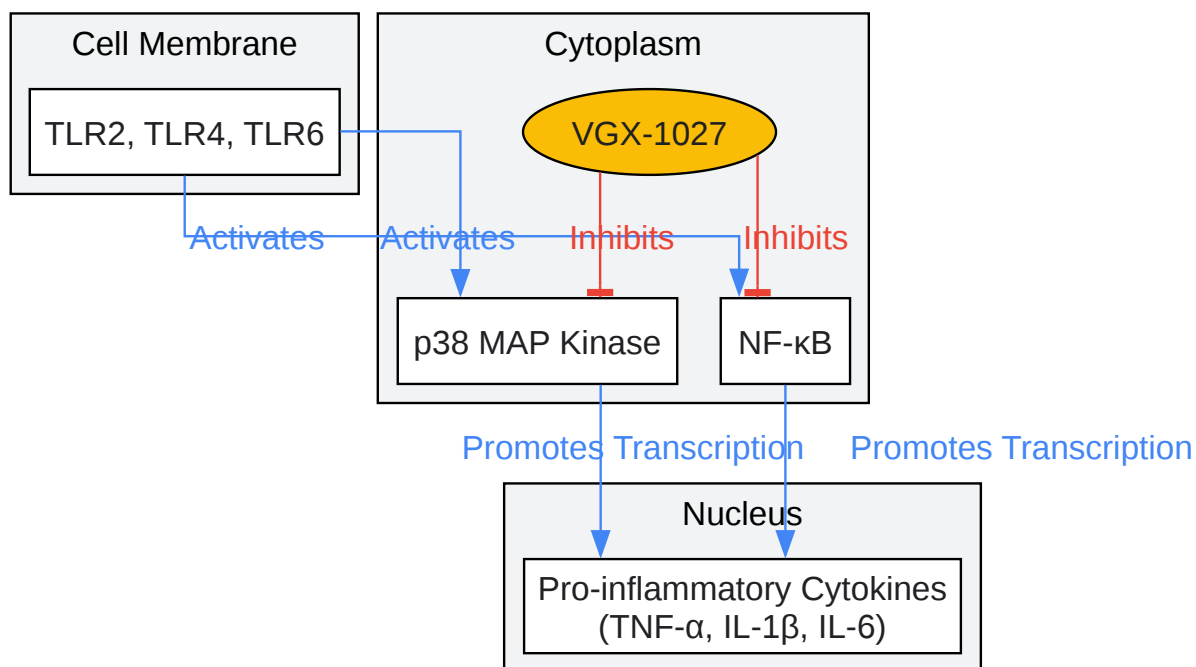 Cell Membrane
Cytoplasm
TLR2, TLR4, TLR6
VGX-1027
Activates
Activates
Inhibits
Inhibits
p38 MAP Kinase
NF-κB
Promotes Transcription
Promotes Transcription
Nucleus
Pro-inflammatory Cytokines
(TNF-α, IL-1β, IL-6)